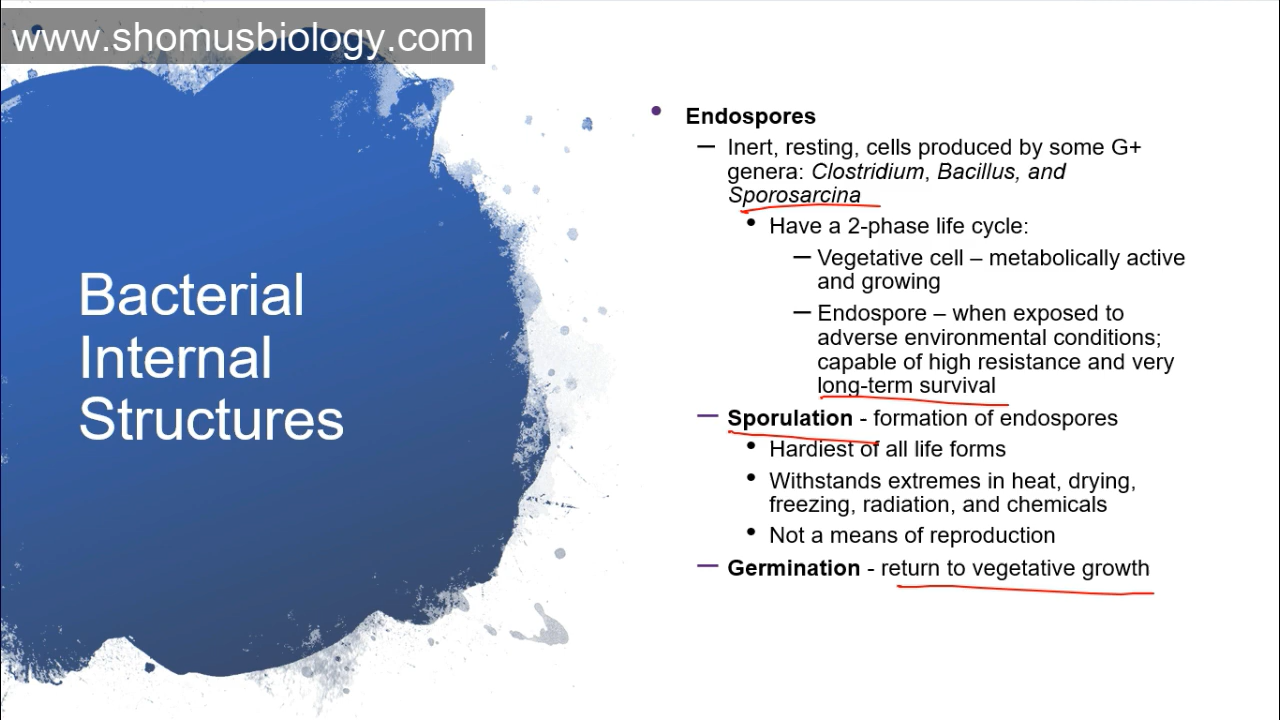 www.shomusbiology.com
Bacterial
Internal
Structures
• Endospores
– Inert, resting, cells produced by some G+
genera: Clostridium, Bacillus, and
Sporosarcina
• Have a 2-phase life cycle:
– Vegetative cell – metabolically active
and growing
– Endospore – when exposed to
adverse environmental conditions;
capable of high resistance and very
long-term survival
– Sporulation - formation of endospores
• Hardiest of all life forms
• Withstands extremes in heat, drying,
freezing, radiation, and chemicals
• Not a means of reproduction
– Germination - return to vegetative growth